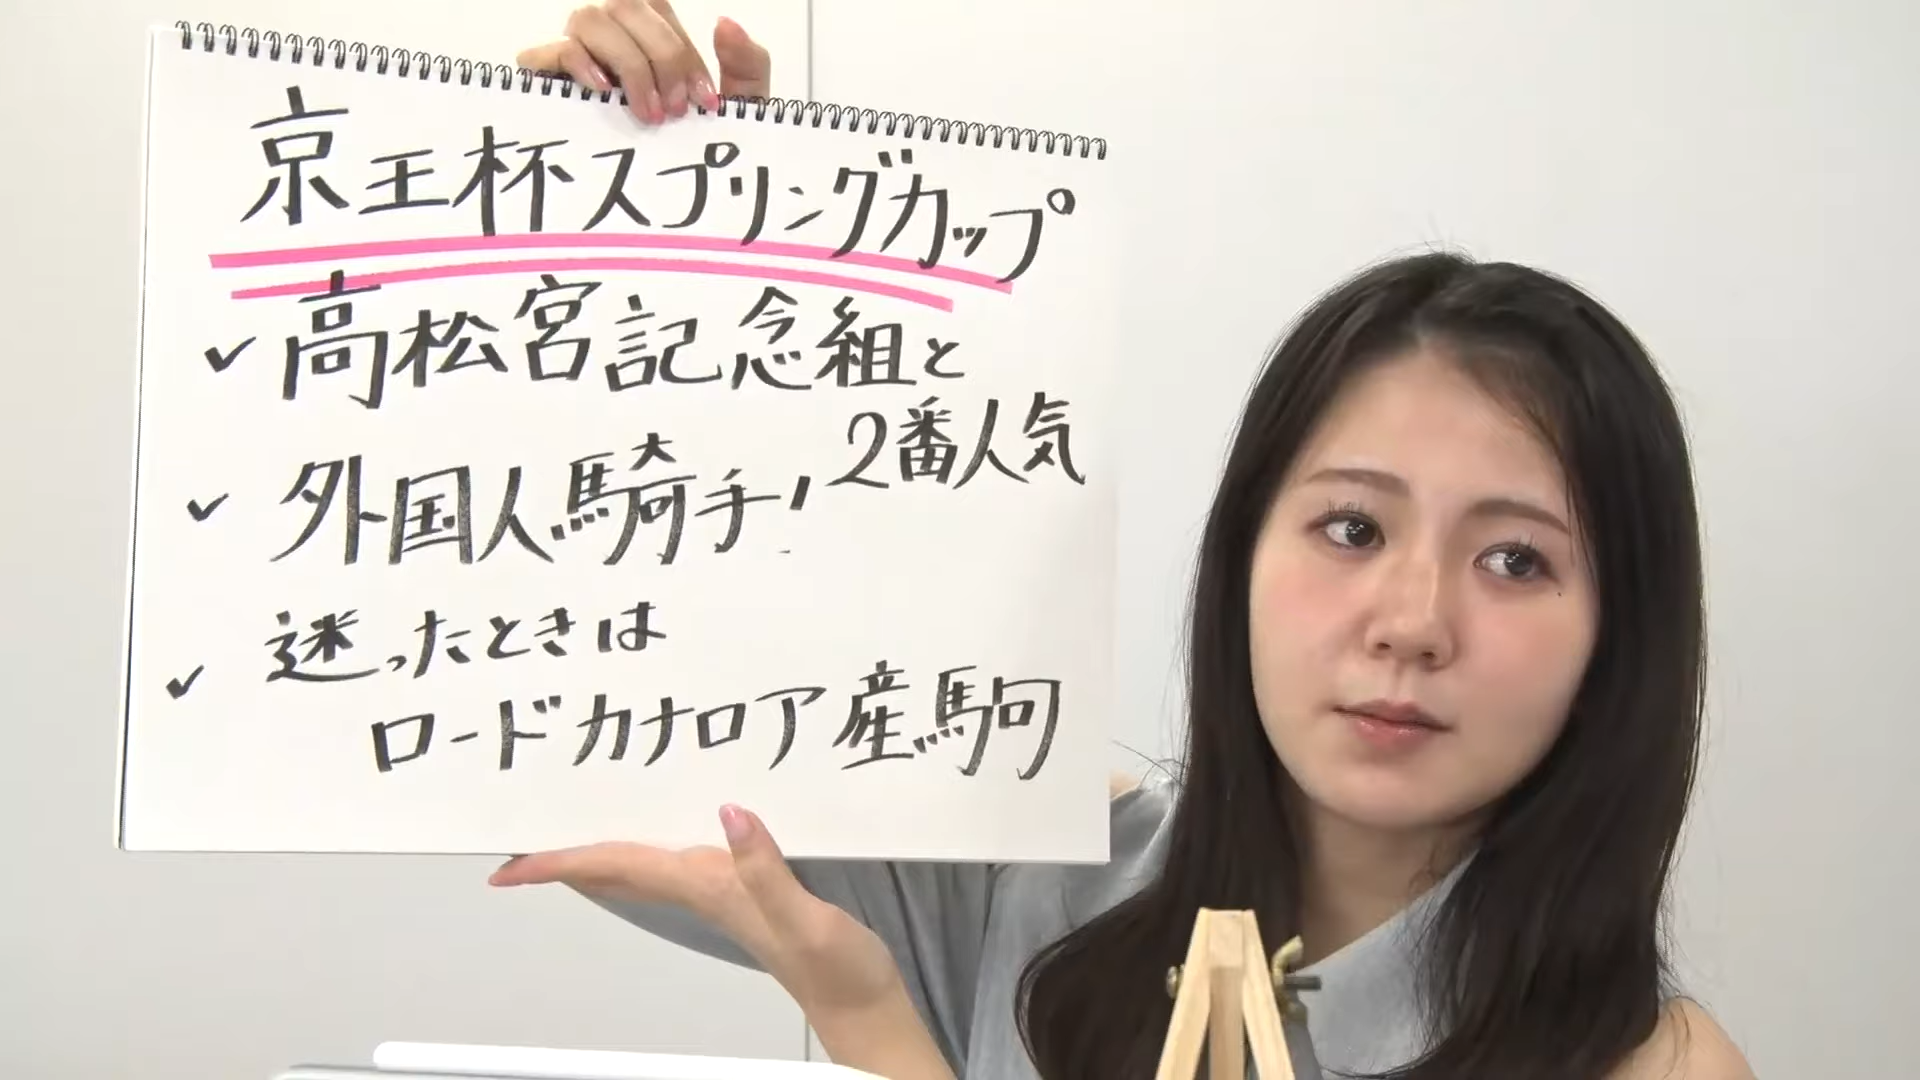 京王杯スプリングカップ
✓ 高松宮記念組と
2番人気
✓ 外国人騎手!
✓ 迷ったときは
ロードカナロア産駒